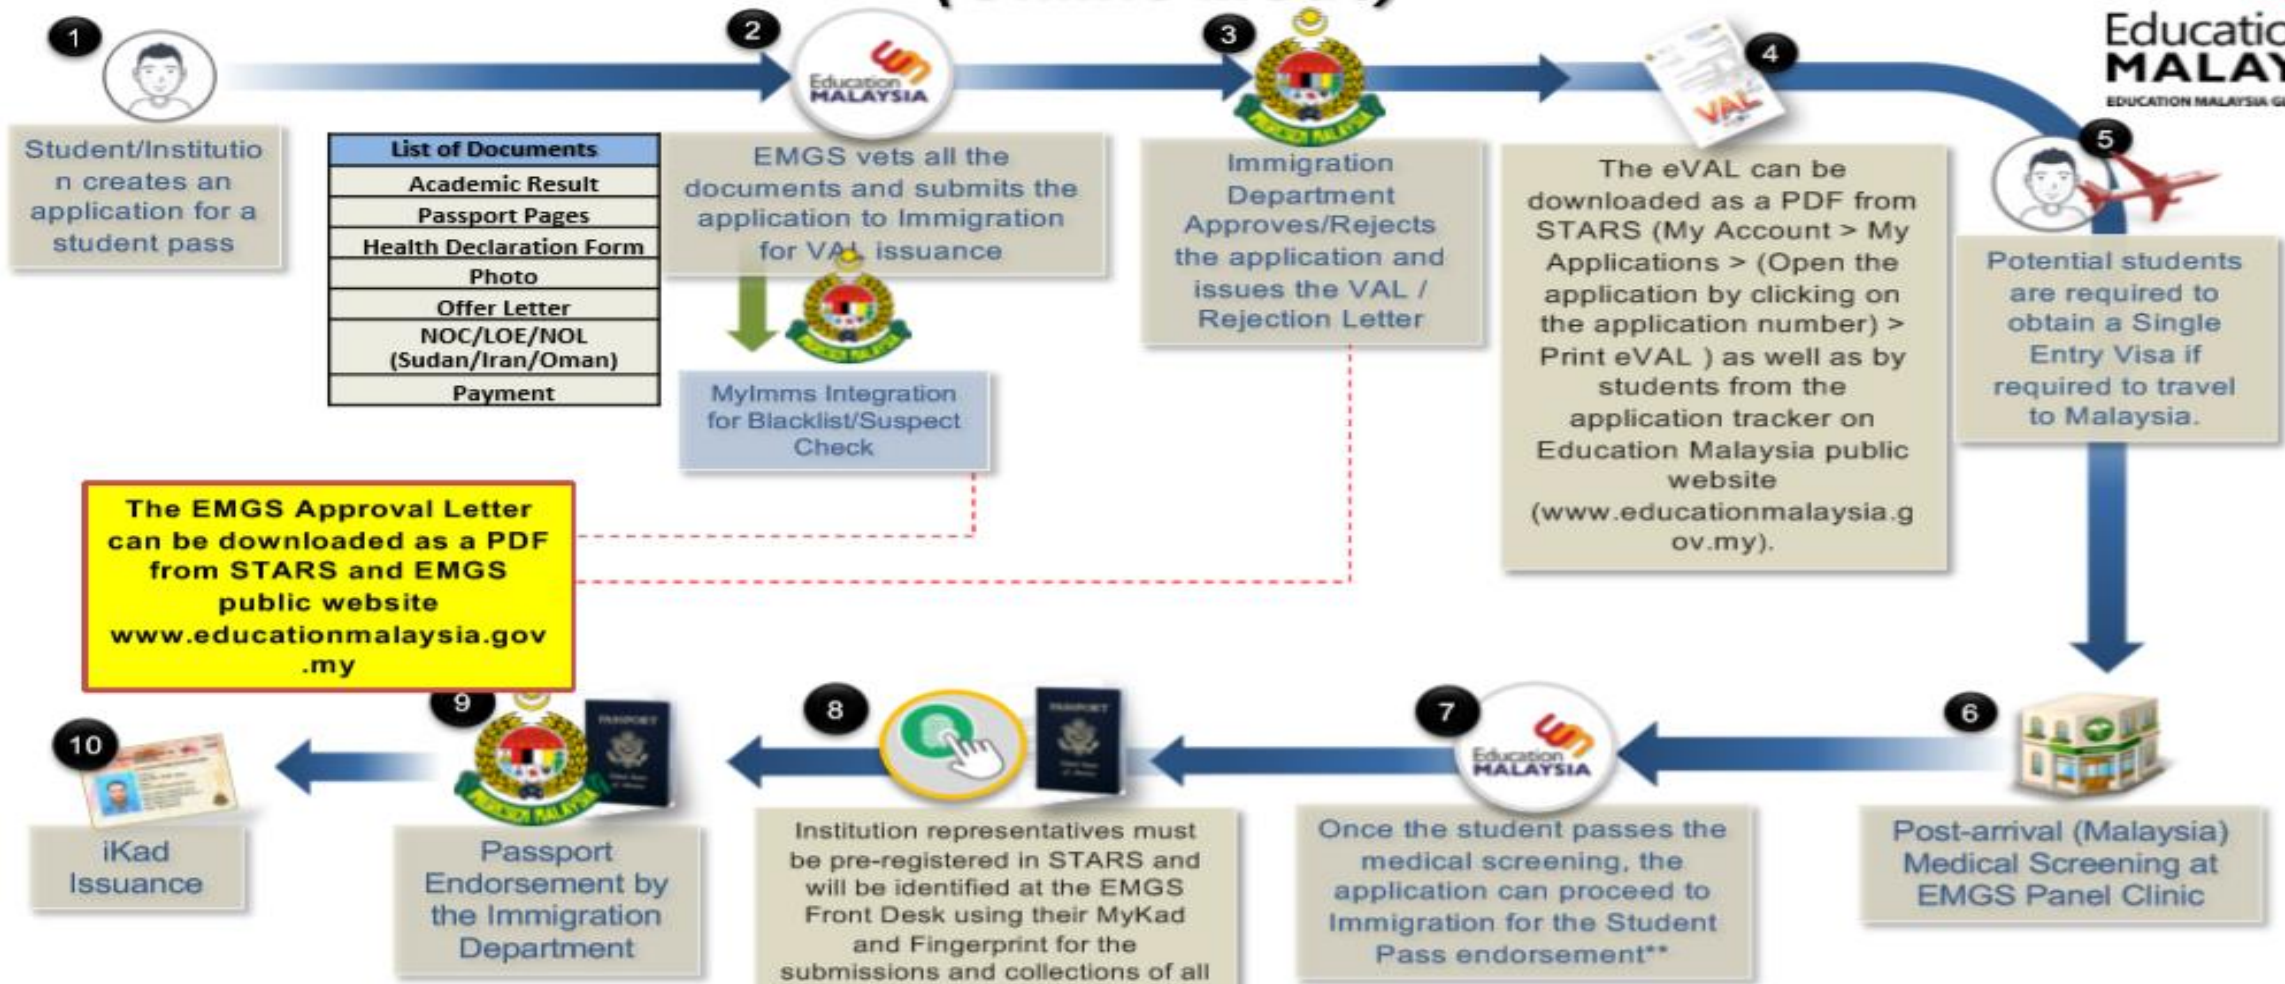 Educatio
MALAY
EDUCATION MALAYSIA G
1
2
Education
MALAYSIA
3
4
VAL
5
Student/Institutio
n creates an
application for a
student pass
List of Documents
Academic Result
Passport Pages
Health Declaration Form
Photo
Offer Letter
NOC/LOE/NOL
(Sudan/Iran/Oman)
Payment
EMGS vets all the
documents and submits the
application to Immigration
for VAL issuance
MyImms Integration
for Blacklist/Suspect
Check
Immigration
Department
Approves/Rejects
the application and
issues the VAL /
Rejection Letter
The eVAL can be
downloaded as a PDF from
STARS (My Account > My
Applications > (Open the
application by clicking on
the application number) >
Print eVAL ) as well as by
students from the
application tracker on
Education Malaysia public
website
(www.educationmalaysia.g
ov.my).
Potential students
are required to
obtain a Single
Entry Visa if
required to travel
to Malaysia.
The EMGS Approval Letter
can be downloaded as a PDF
from STARS and EMGS
public website
www.educationmalaysia.gov
.my
10
9
PASSPORT
8
PASSPORT
7
Education
MALAYSIA
6
iKad
Issuance
Passport
Endorsement by
the Immigration
Department
Institution representatives must
be pre-registered in STARS and
will be identified at the EMGS
Front Desk using their MyKad
and Fingerprint for the
submissions and collections of all
Once the student passes the
medical screening, the
application can proceed to
Immigration for the Student
Pass endorsement**
Post-arrival (Malaysia)
Medical Screening at
EMGS Panel Clinic